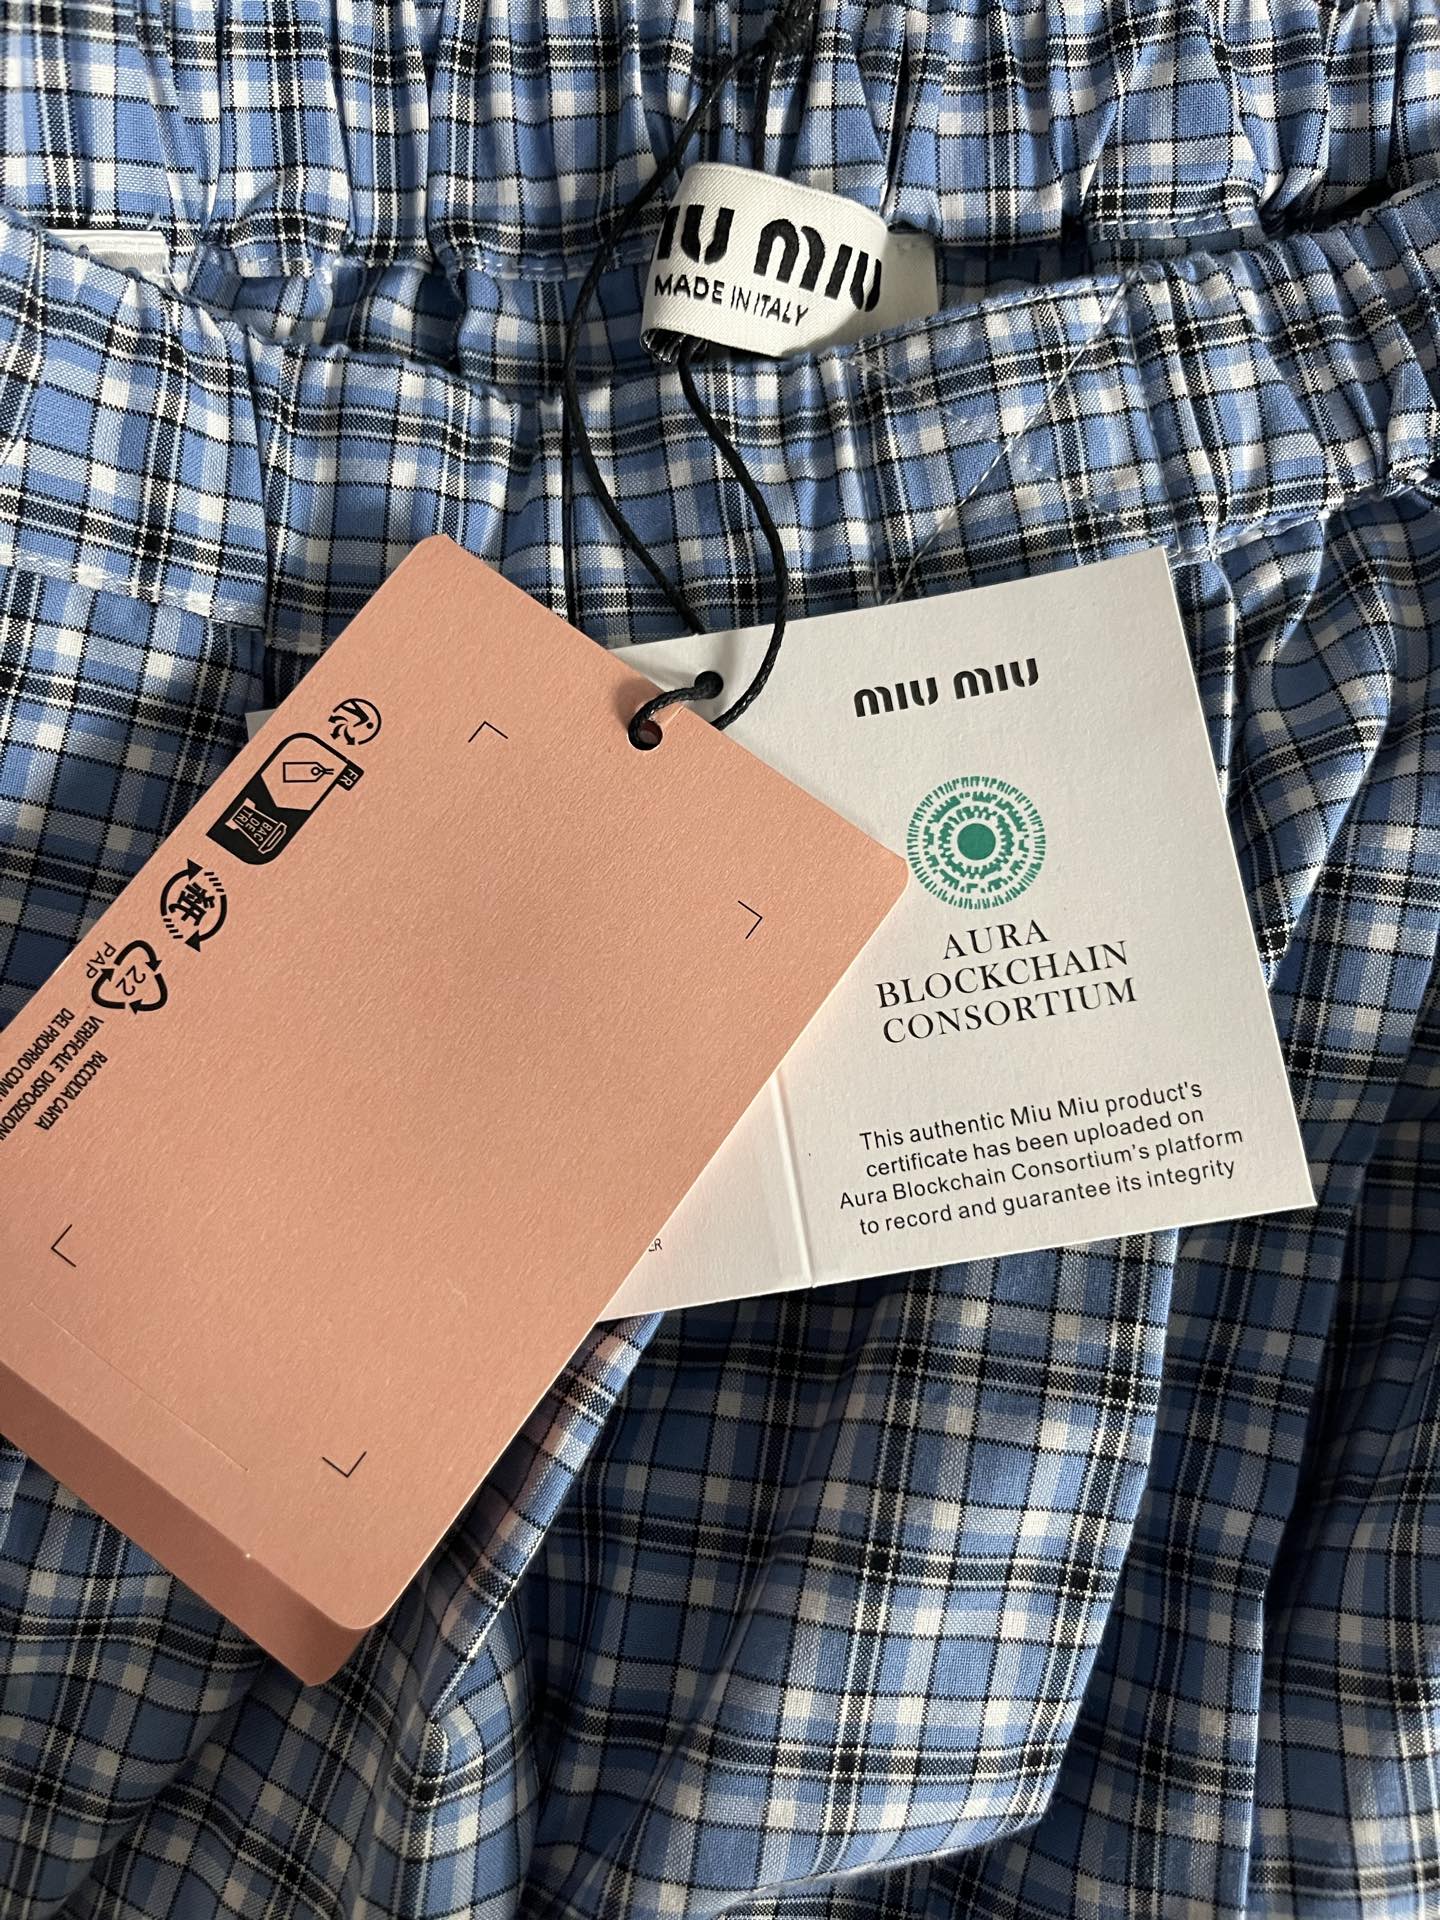 MIU MIU
MADE IN ITALY
MIU MIU
AURA
BLOCKCHAIN
CONSORTIUM
This authentic Miu Miu product's
certificate has been uploaded on
Aura Blockchain Consortium's platform
to record and guarantee its integrity
FR
紙
22
PAP
RACCOLTA CARTA
VERIFICALE DISPOSIZIONI
DEL PROPRIO